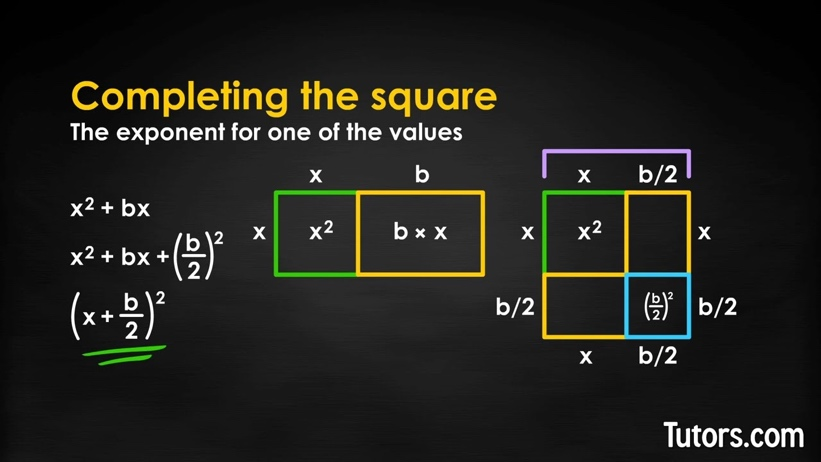 Completing the square
The exponent for one of the values
x² + bx
x² + bx + (b/2)²
(x + b/2)²
x b
x x² b × x
x b/2
x x² x
b/2 (b/2)² b/2
x b/2
Tutors.com